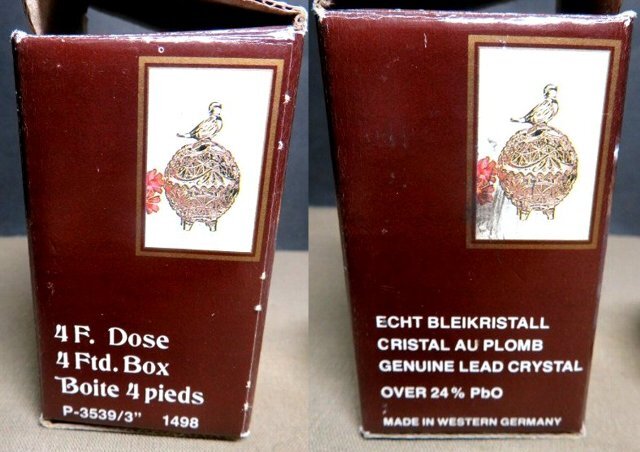 4 F. Dose
4 Ftd. Box
Boite 4 pieds
P-3539/3" 1498
ECHT BLEIKRISTALL
CRISTAL AU PLOMB
GENUINE LEAD CRYSTAL
OVER 24% PbO
MADE IN WESTERN GERMANY